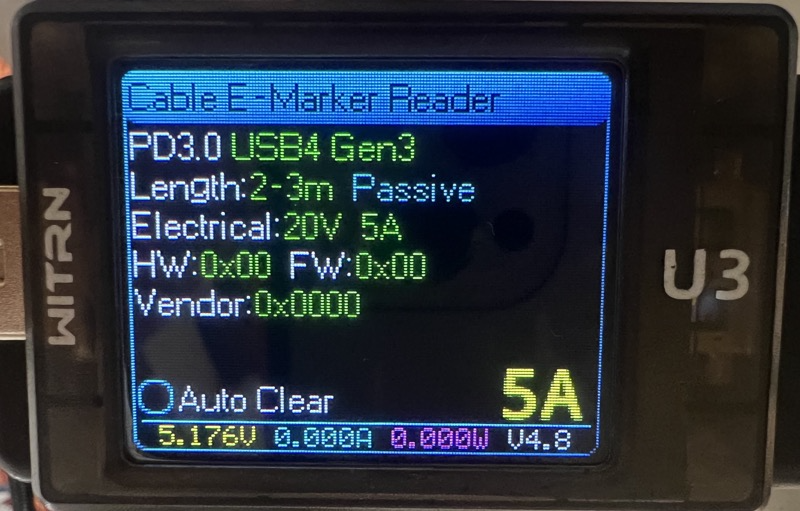 Cable E-Marker Reader
PD3.0 USB4 Gen3
Length:2-3m Passive
Electrical:20V 5A
HW:0x00 FW:0x00
Vendor:0x0000
Auto Clear 5A
5.176V 0.000A 0.000W V4.8
WITRN
U3